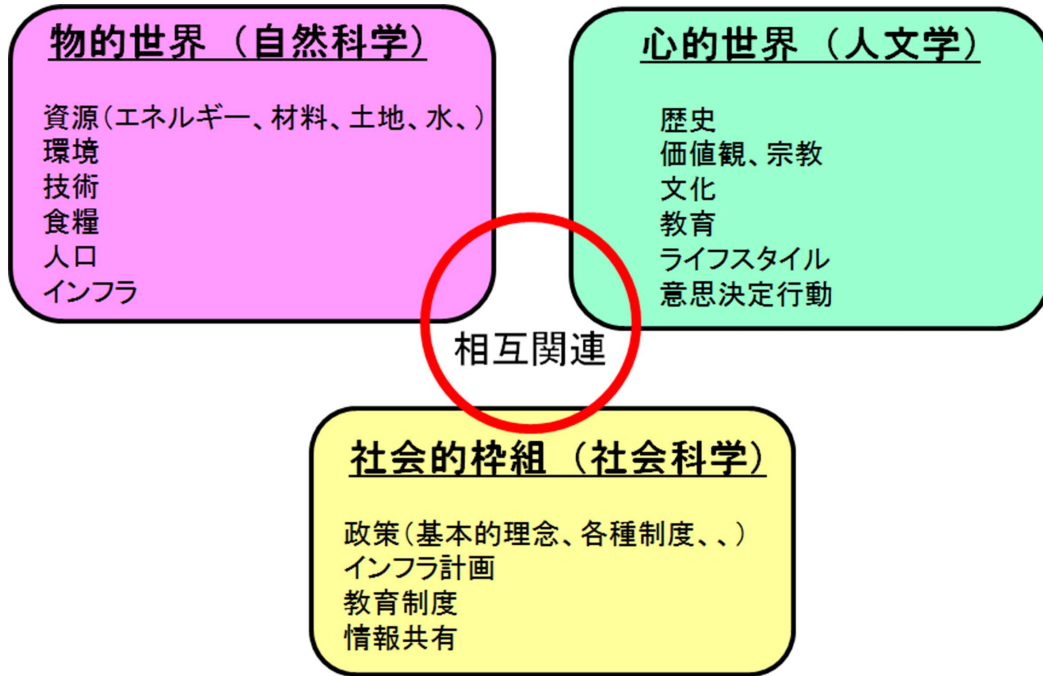 物的世界（自然科学）
資源(エネルギー、材料、土地、水、)
環境
技術
食糧
人口
インフラ
心的世界（人文学）
歴史
価値観、宗教
文化
教育
ライフスタイル
意思決定行動
相互関連
社会的枠組（社会科学）
政策(基本的理念、各種制度、、)
インフラ計画
教育制度
情報共有